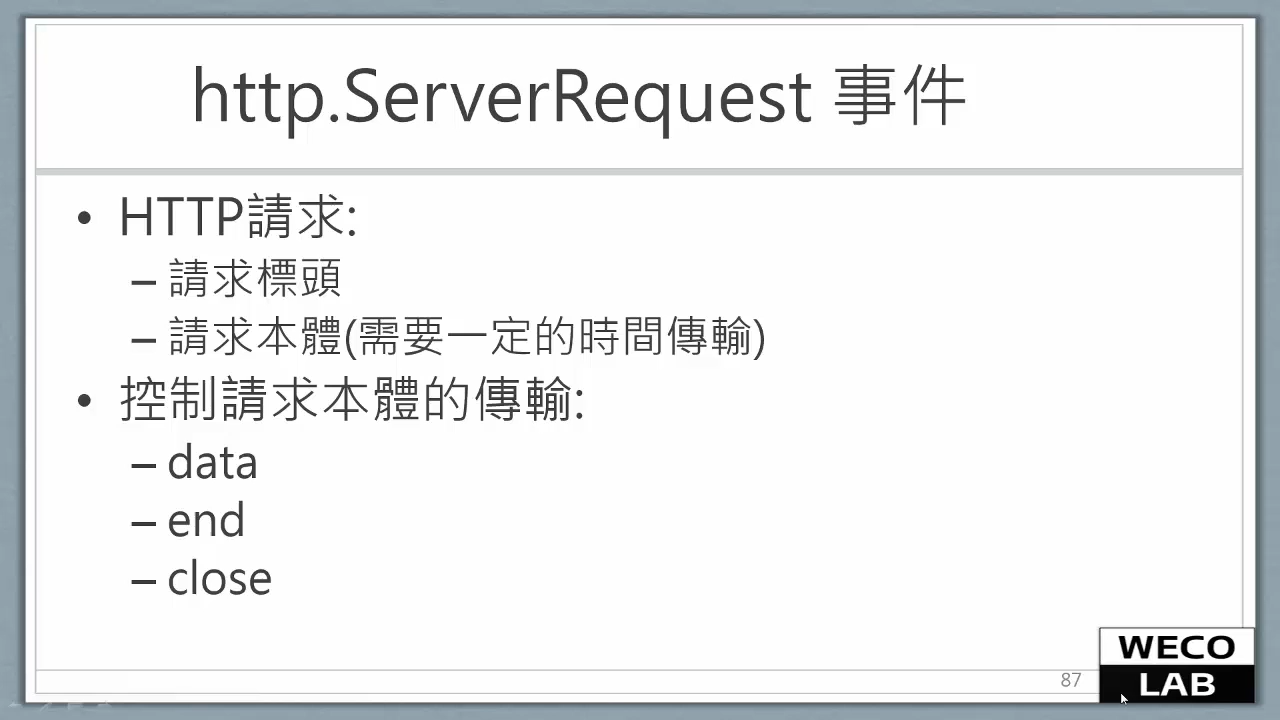 http.ServerRequest 事件
• HTTP請求:
– 請求標頭
– 請求本體(需要一定的時間傳輸)
• 控制請求本體的傳輸:
– data
– end
– close
87
WECO
LAB